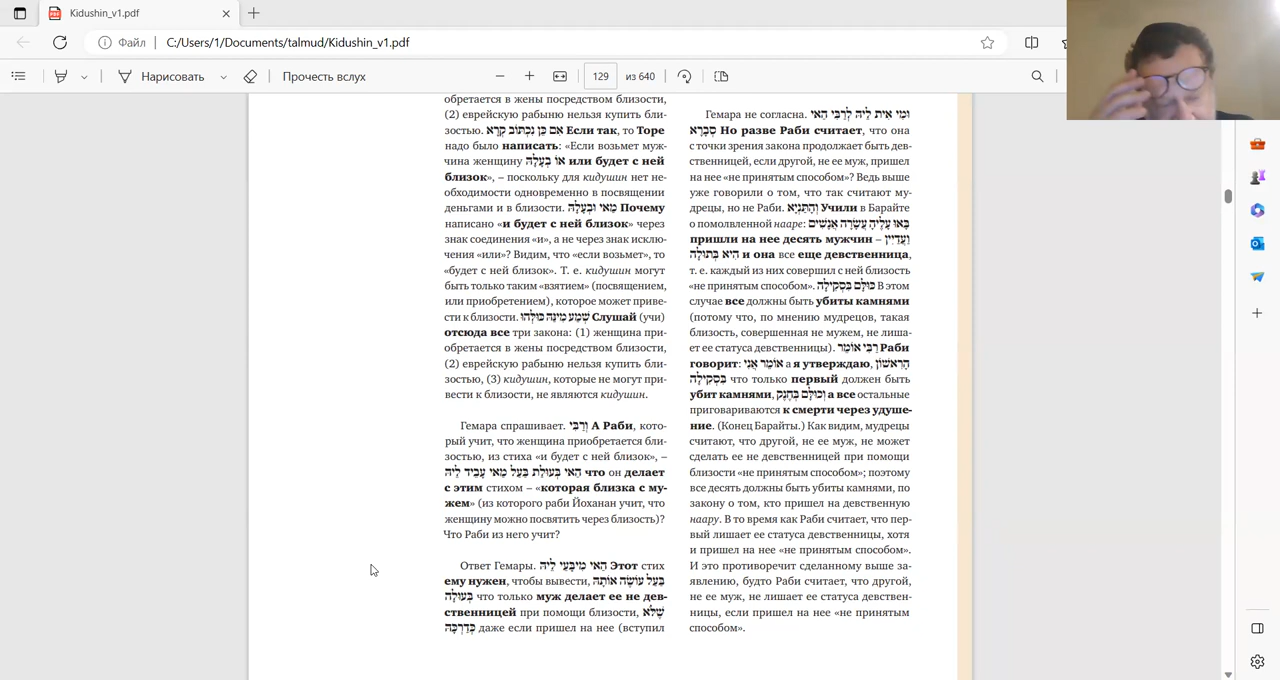 Kidushin_v1.pdf
Файл
C:/Users/1/Documents/talmud/Kidushin_v1.pdf
Нарисовать
Прочесть вслух
129
из 640
обретается в жены посредством близости,
(2) еврейскую рабыню нельзя купить бли-
зостью. אִם כֵּן נִכְתּוֹב קְרָא Если так, то Торе
надо было написать: «Если возьмет муж-
чина женщину אוֹ בְעָלָהּ или будет с ней
близок», – поскольку для кидушин нет не-
обходимости одновременно в посвящении
деньгами и в близости. מַאי וּבְעָלָהּ Почему
написано «и будет с ней близок» через
знак соединения «и», а не через знак исклю-
чения «или»? Видим, что «если возьмет», то
«будет с ней близок». Т. е. кидушин могут
быть только таким «взятием» (посвящением,
или приобретением), которое может приве-
сти к близости. שְׁמַע מִינַּהּ כּוּלְּהוּ Слушай (учи)
отсюда все три закона: (1) женщина при-
обретается в жены посредством близости,
(2) еврейскую рабыню нельзя купить бли-
зостью, (3) кидушин, которые не могут при-
вести к близости, не являются кидушин.
Гемара спрашивает. וְרַבִּי А Раби, кото-
рый учит, что женщина приобретается бли-
зостью, из стиха «и будет с ней близок», –
הַאי בְּעוּלַת בַּעַל מַאי עָבֵיד לֵיהּ что он делает
с этим стихом – «которая близка с му-
жем» (из которого раби Йоханан учит, что
женщину можно посвятить через близость)?
Что Раби из него учит?
Ответ Гемары. הַאי מִיבָּעֵי לֵיהּ Этот стих
ему нужен, чтобы вывести, בַּעַל עוֹשֶׂה אוֹתָהּ
בְּעוּלָה что только муж делает ее не дев-
ственницей при помощи близости, שֶׁלֹּא
כְּדַרְכָּהּ даже если пришел на нее (вступил
Гемара не согласна. וּמִי אִית לֵיהּ לְרַבִּי הַאי
סְבָרָא Но разве Раби считает, что она
с точки зрения закона продолжает быть дев-
ственницей, если другой, не ее муж, пришел
на нее «не принятым способом»? Ведь выше
уже говорили о том, что так считают му-
дрецы, но не Раби. וְהָתַנְיָא Учили в Барайте
о помолвленной нааре: בָּאוּ עָלֶיהָ עֲשָׂרָה אֲנָשִׁים
пришли на нее десять мужчин – וַעֲדַיִין
הִיא בְּתוּלָה и она все еще девственница,
т. е. каждый из них совершил с ней близость
«не принятым способом». כּוּלָּם בִּסְקִילָה В этом
случае все должны быть убиты камнями
(потому что, по мнению мудрецов, такая
близость, совершенная не мужем, не лиша-
ет ее статуса девственницы). רַבִּי אוֹמֵר Раби
говорит: אוֹמֵר אֲנִי а я утверждаю, הָרִאשׁוֹן
בִּסְקִילָה что только первый должен быть
убит камнями, וְכוּלָּם בְּחֶנֶק а все остальные
приговариваются к смерти через удуше-
ние. (Конец Барайты.) Как видим, мудрецы
считают, что другой, не ее муж, не может
сделать ее не девственницей при помощи
близости «не принятым способом»; поэтому
все десять должны быть убиты камнями, по
закону о том, кто пришел на девственную
наару. В то время как Раби считает, что пер-
вый лишает ее статуса девственницы, хотя
и пришел на нее «не принятым способом».
И это противоречит сделанному выше за-
явлению, будто Раби считает, что другой,
не ее муж, не лишает ее статуса девствен-
ницы, если пришел на нее «не принятым
способом».